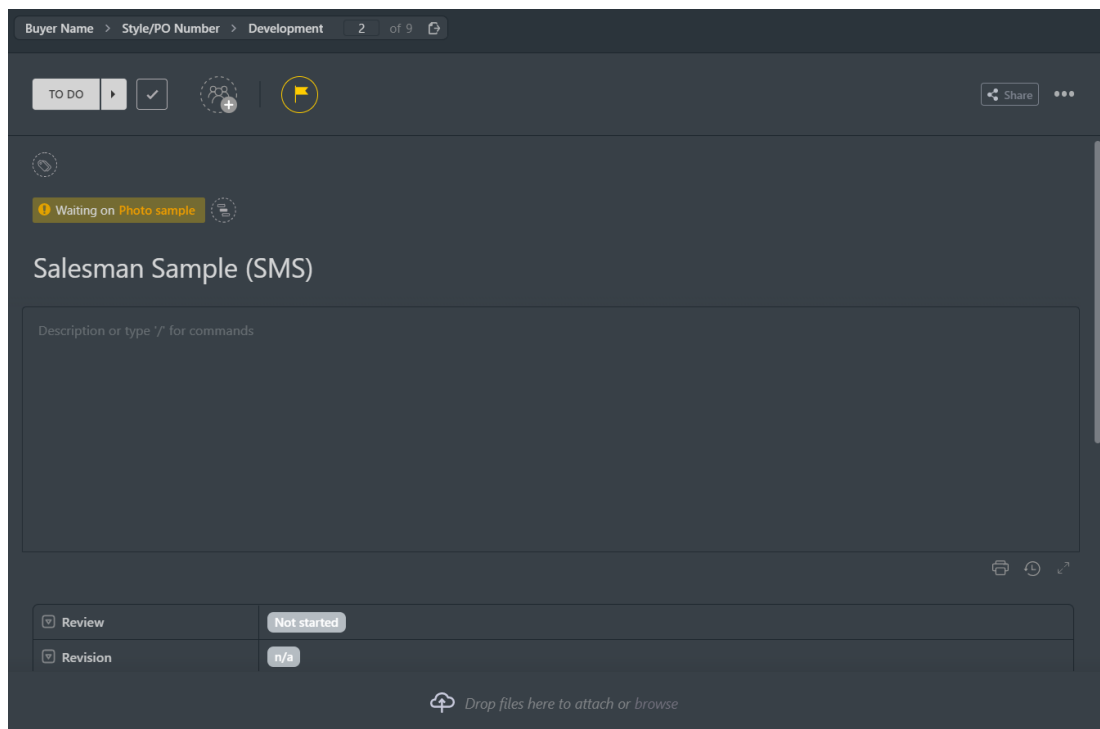 Buyer Name > Style/PO Number > Development 2 of 9
TO DO
Share
Waiting on Photo sample
Salesman Sample (SMS)
Description or type '/' for commands
Review Not started
Revision n/a
Drop files here to attach or browse